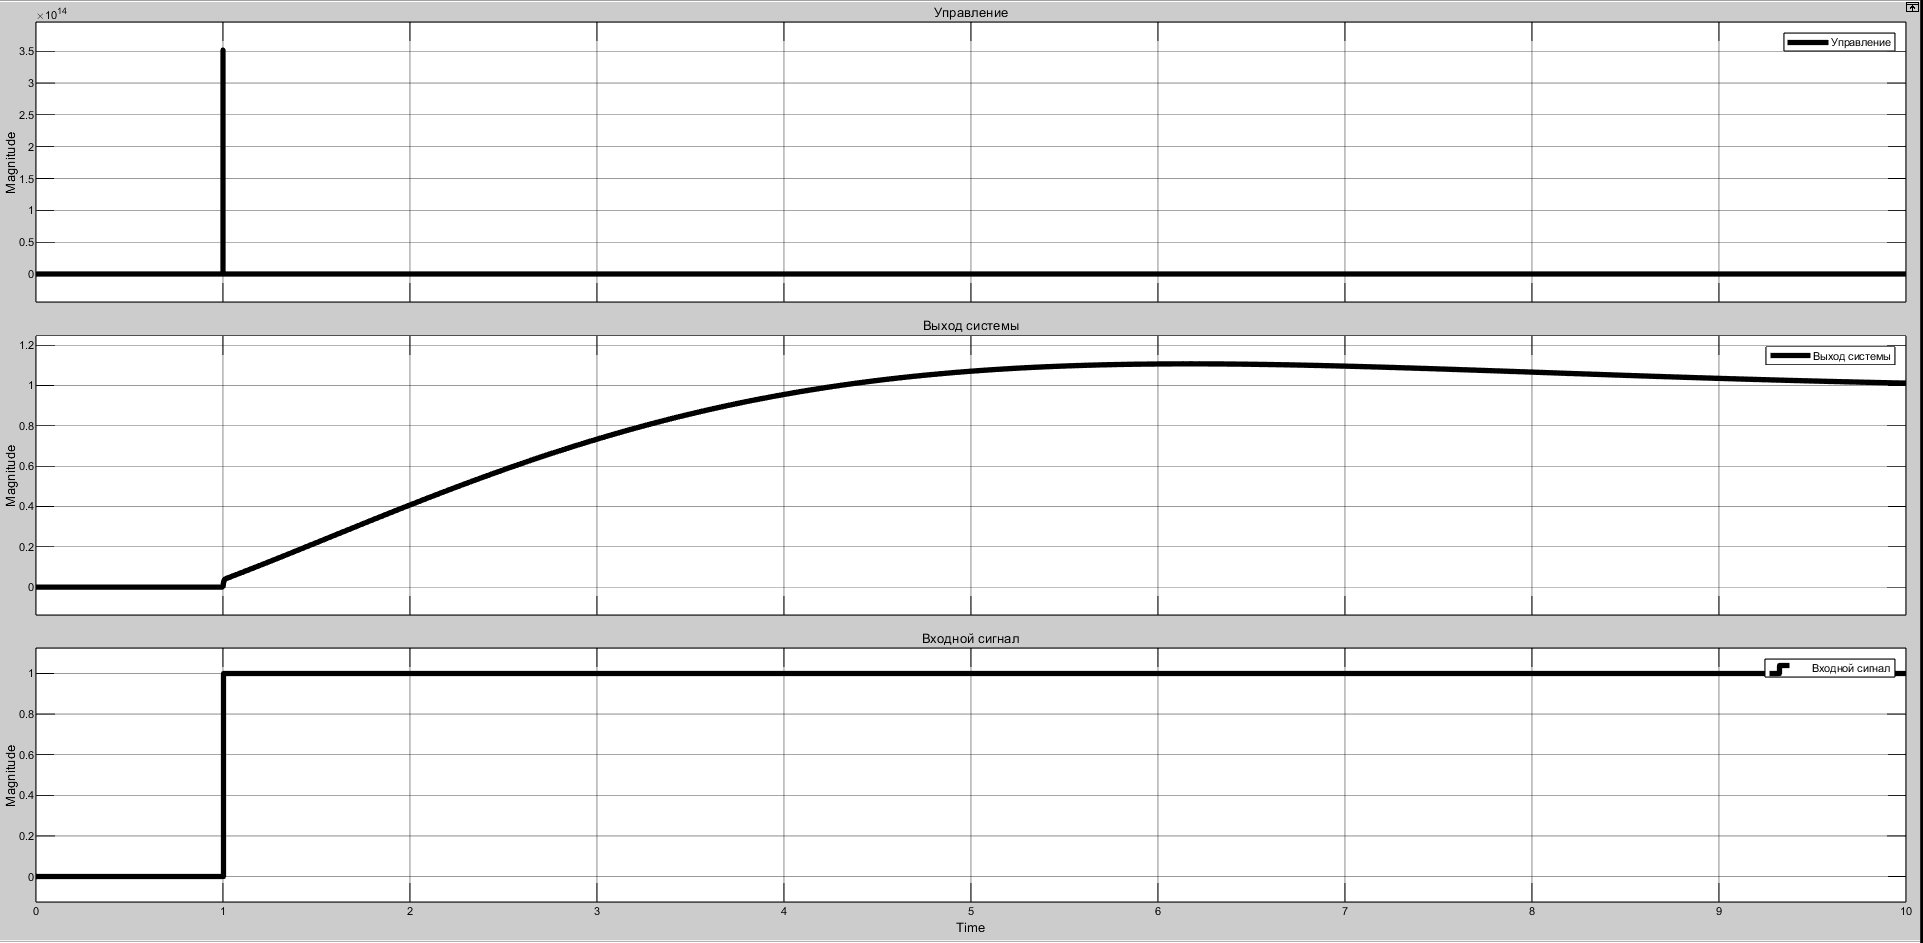 Управление
×10¹⁴
Управление
3.5
3
2.5
2
1.5
1
0.5
0
Magnitude
Выход системы
Выход системы
1.2
1
0.8
0.6
0.4
0.2
0
Magnitude
Входной сигнал
Входной сигнал
1
0.8
0.6
0.4
0.2
0
Magnitude
0 1 2 3 4 5 6 7 8 9 10
Time